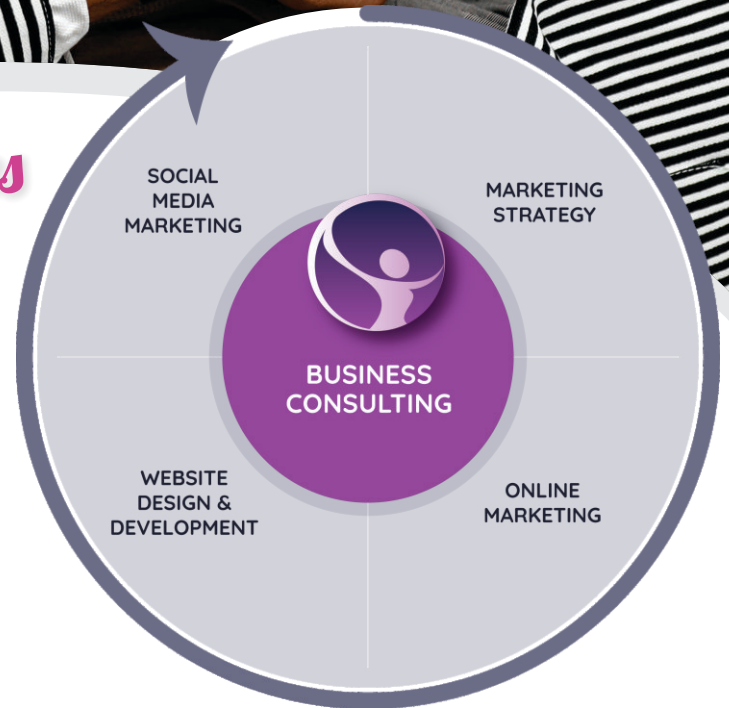 SOCIAL
MEDIA
MARKETING
MARKETING
STRATEGY
BUSINESS
CONSULTING
WEBSITE
DESIGN &
DEVELOPMENT
ONLINE
MARKETING